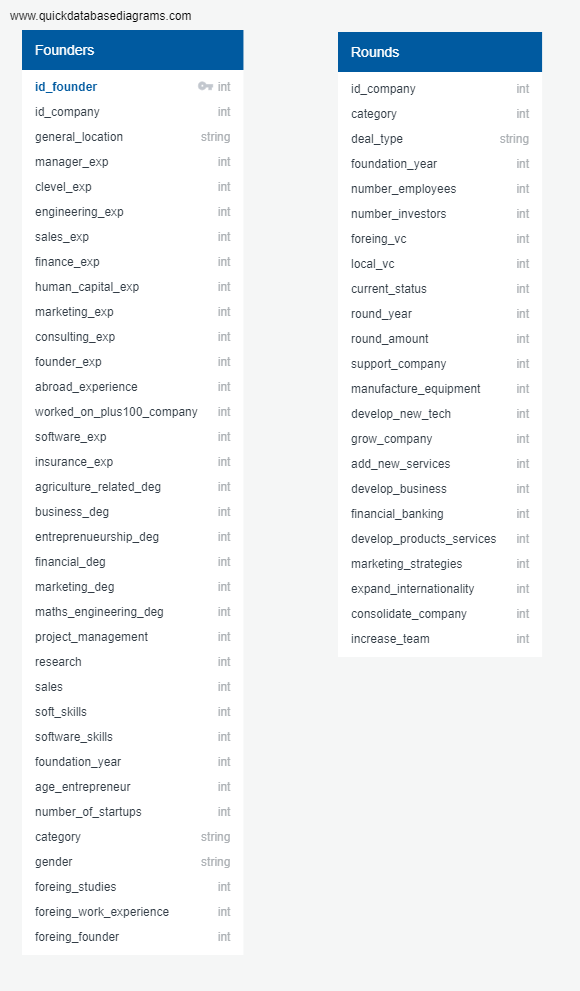 www.quickdatabasediagrams.com
Founders
id_founder int
id_company int
general_location string
manager_exp int
clevel_exp int
engineering_exp int
sales_exp int
finance_exp int
human_capital_exp int
marketing_exp int
consulting_exp int
founder_exp int
abroad_experience int
worked_on_plus100_company int
software_exp int
insurance_exp int
agriculture_related_deg int
business_deg int
entreprenueurship_deg int
financial_deg int
marketing_deg int
maths_engineering_deg int
project_management int
research int
sales int
soft_skills int
software_skills int
foundation_year int
age_entrepreneur int
number_of_startups int
category string
gender string
foreing_studies int
foreing_work_experience int
foreing_founder int
Rounds
id_company int
category int
deal_type string
foundation_year int
number_employees int
number_investors int
foreing_vc int
local_vc int
current_status int
round_year int
round_amount int
support_company int
manufacture_equipment int
develop_new_tech int
grow_company int
add_new_services int
develop_business int
financial_banking int
develop_products_services int
marketing_strategies int
expand_internationality int
consolidate_company int
increase_team int